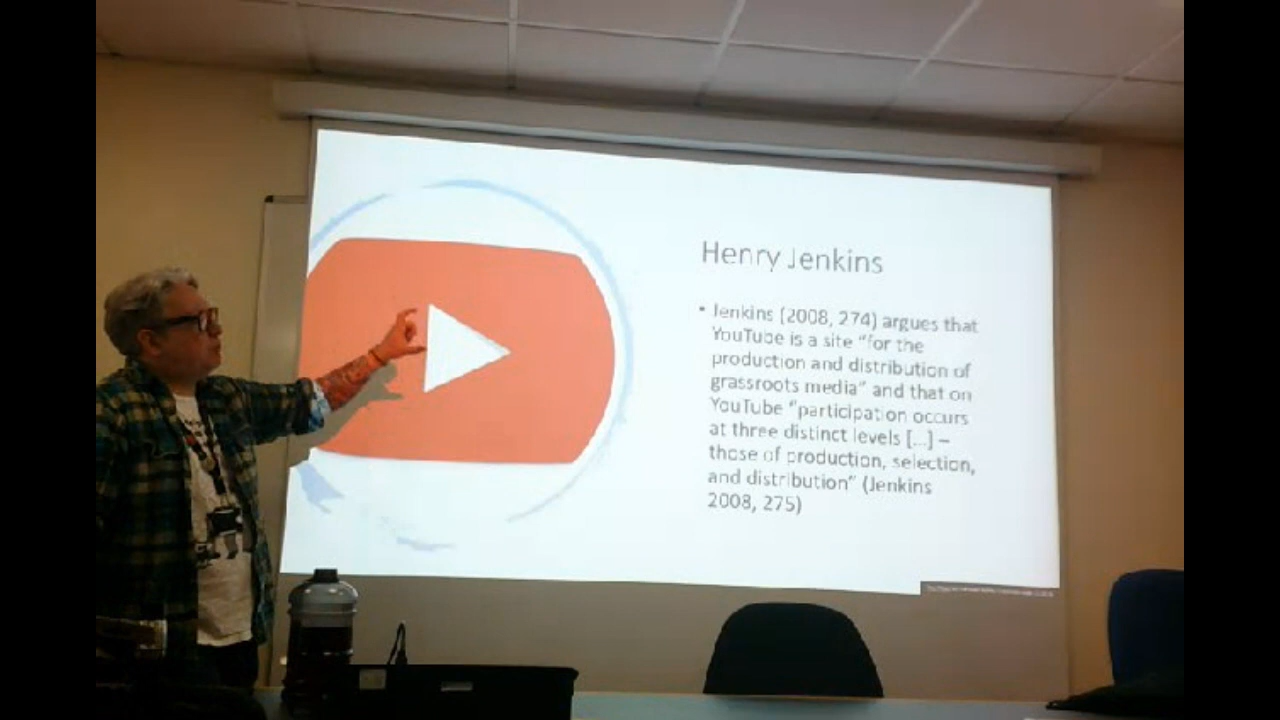 Henry Jenkins
• Jenkins (2008, 274) argues that
YouTube is a site "for the
production and distribution of
grassroots media" and that on
YouTube "participation occurs
at three distinct levels [...] –
those of production, selection,
and distribution" (Jenkins
2008, 275)